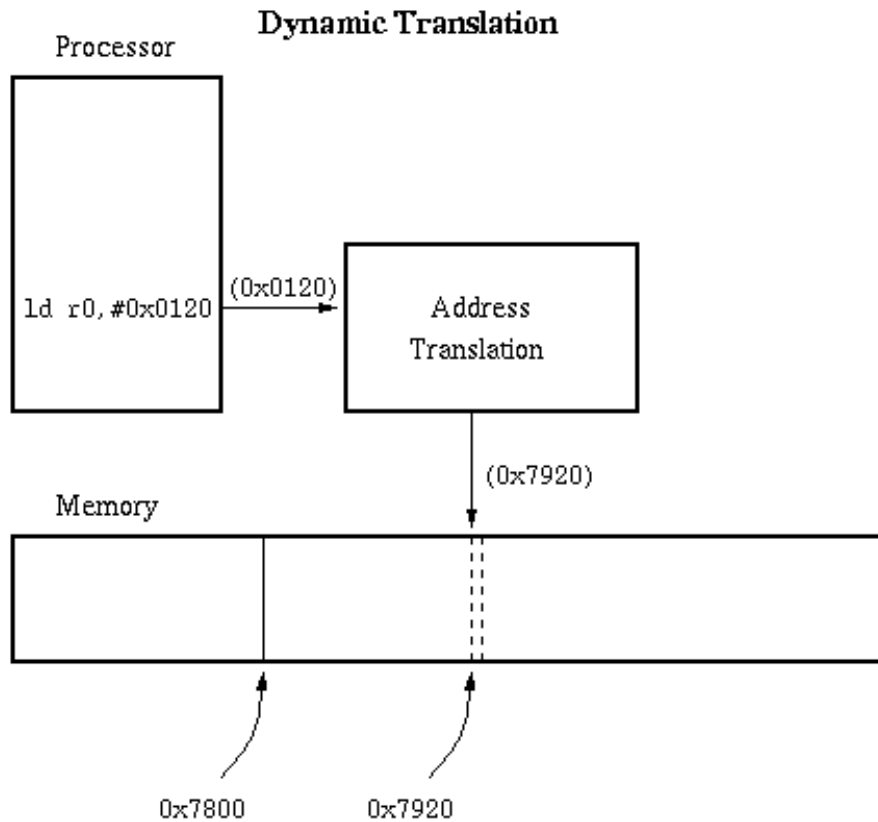 Dynamic Translation
Processor
ld r0,#0x0120
(0x0120)
Address
Translation
(0x7920)
Memory
0x7800
0x7920